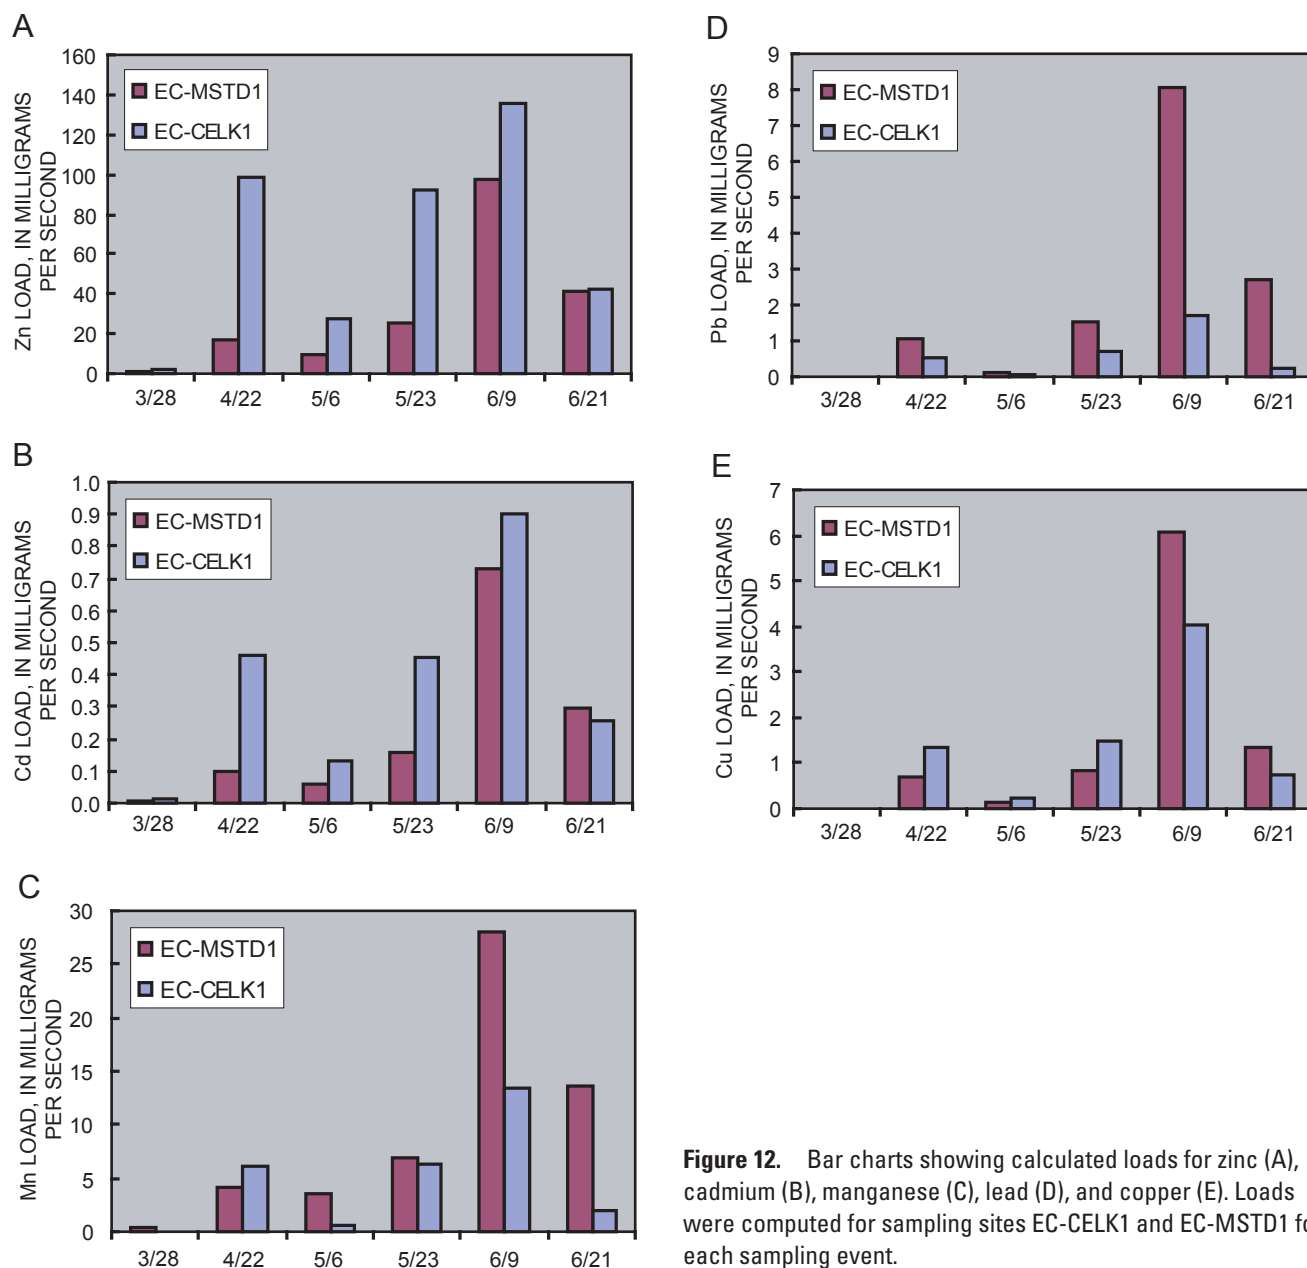 A
Zn LOAD, IN MILLIGRAMS
PER SECOND
160
140
120
100
80
60
40
20
0
EC-MSTD1
EC-CELK1
3/28 4/22 5/6 5/23 6/9 6/21
B
Cd LOAD, IN MILLIGRAMS
PER SECOND
1.0
0.9
0.8
0.7
0.6
0.5
0.4
0.3
0.2
0.1
0.0
EC-MSTD1
EC-CELK1
3/28 4/22 5/6 5/23 6/9 6/21
C
Mn LOAD, IN MILLIGRAMS
PER SECOND
30
25
20
15
10
5
0
EC-MSTD1
EC-CELK1
3/28 4/22 5/6 5/23 6/9 6/21
D
Pb LOAD, IN MILLIGRAMS
PER SECOND
9
8
7
6
5
4
3
2
1
0
EC-MSTD1
EC-CELK1
3/28 4/22 5/6 5/23 6/9 6/21
E
Cu LOAD, IN MILLIGRAMS
PER SECOND
7
6
5
4
3
2
1
0
EC-MSTD1
EC-CELK1
3/28 4/22 5/6 5/23 6/9 6/21
Figure 12. Bar charts showing calculated loads for zinc (A),
cadmium (B), manganese (C), lead (D), and copper (E). Loads
were computed for sampling sites EC-CELK1 and EC-MSTD1
each sampling event.